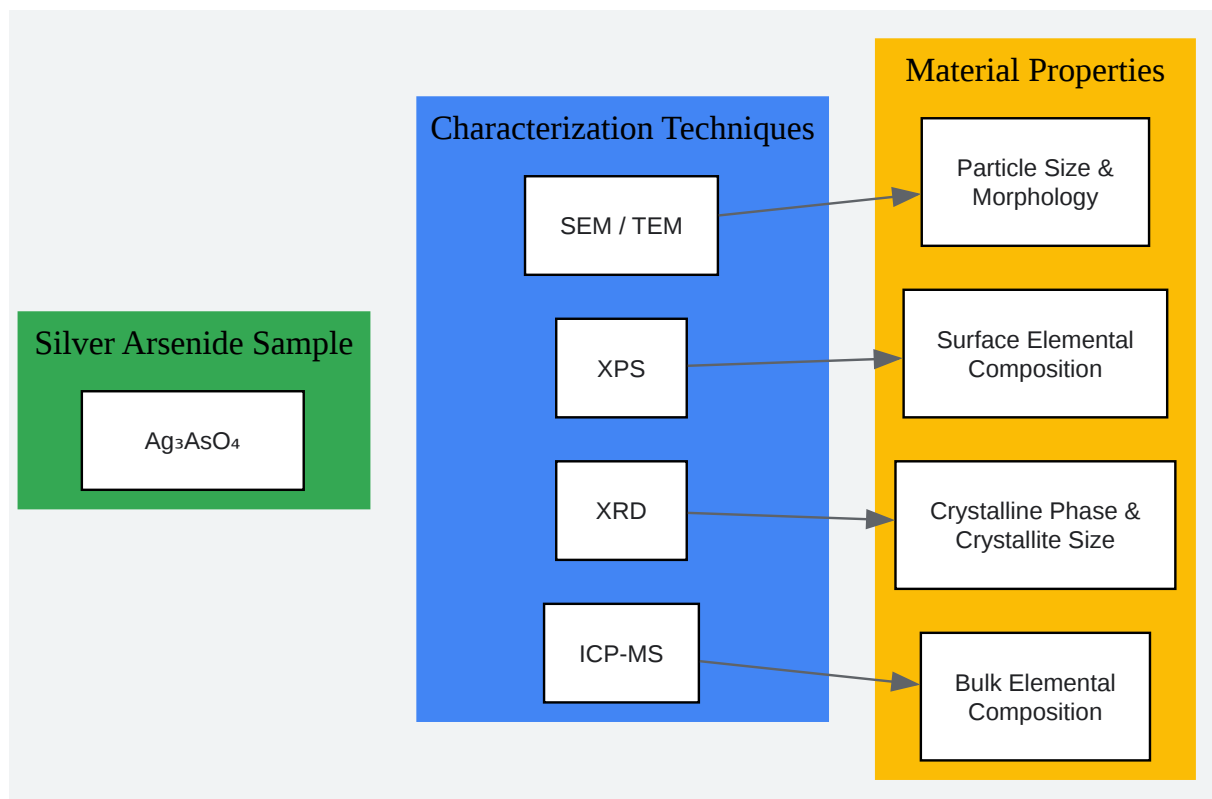 Silver Arsenide Sample
Ag₃AsO₄
Characterization Techniques
SEM / TEM
XPS
XRD
ICP-MS
Material Properties
Particle Size &
Morphology
Surface Elemental
Composition
Crystalline Phase &
Crystallite Size
Bulk Elemental
Composition